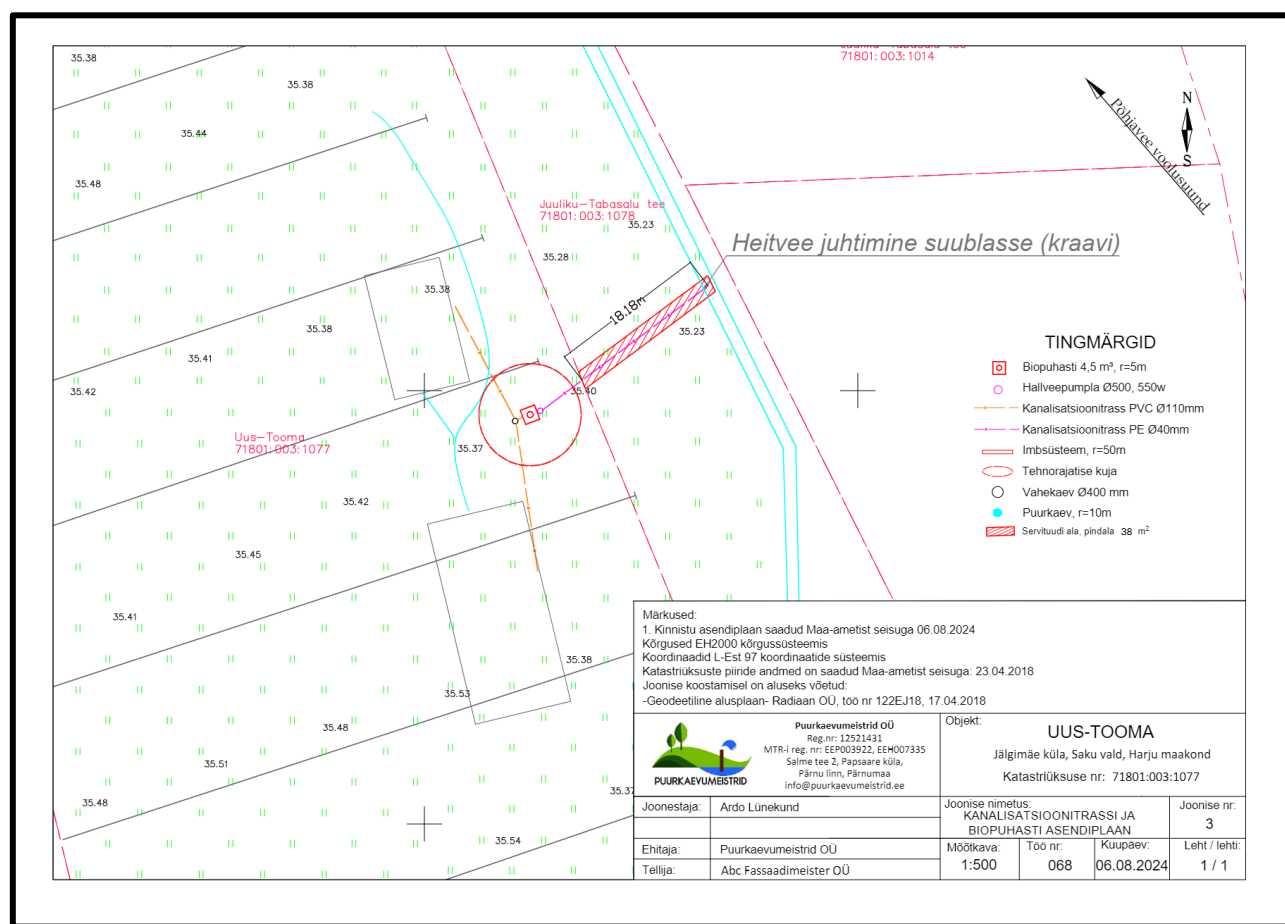 71801:003:1014
35.38
35.38
35.44
35.48
N
S
Põhjavee voolusuund
Juuliku-Tabasalu tee
71801:003:1078
35.23
35.28
Heitvee juhtimine suublasse (kraavi)
18.18m
35.38
35.38
35.23
35.41
35.42
35.40
Uus-Tooma
71801:003:1077
35.37
35.42
35.45
35.41
35.38
35.53
35.48
35.51
35.48
35.54
TINGMÄRGID
Biopuhasti 4,5 m³, r=5m
Hallveepumpla Ø500, 550w
Kanalisatsioonitrass PVC Ø110mm
Kanalisatsioonitrass PE Ø40mm
Imbsüsteem, r=50m
Tehnorajatise kuja
Vahekaev Ø400 mm
Puurkaev, r=10m
Servituudi ala, pindala 38 m²
Märkused:
1. Kinnistu asendiplaan saadud Maa-ametist seisuga 06.08.2024
Kõrgused EH2000 kõrgussüsteemis
Koordinaadid L-Est 97 koordinaatide süsteemis
Katastriüksuste piiride andmed on saadud Maa-ametist seisuga: 23.04.2018
Joonise koostamisel on aluseks võetud:
-Geodeetiline alusplaan- Radiaan OÜ, töö nr 122EJ18, 17.04.2018
PUURKAEVUMEISTRID
Puurkaevumeistrid OÜ
Reg.nr: 12521431
MTR-i reg. nr: EEP003922, EEH007335
Salme tee 2, Papsaare küla,
Pärnu linn, Pärnumaa
info@puurkaevumeistrid.ee
Objekt:
UUS-TOOMA
Jälgimäe küla, Saku vald, Harju maakond
Katastriüksuse nr: 71801:003:1077
Joonestaja: Ardo Lünekund
Joonise nimetus:
KANALISATSIOONITRASSI JA
BIOPUHASTI ASENDIPLAAN
Joonise nr:
3
Ehitaja: Puurkaevumeistrid OÜ
Tellija: Abc Fassaadimeister OÜ
Mõõtkava:
1:500
Töö nr:
068
Kuupäev:
06.08.2024
Leht / lehti:
1 / 1